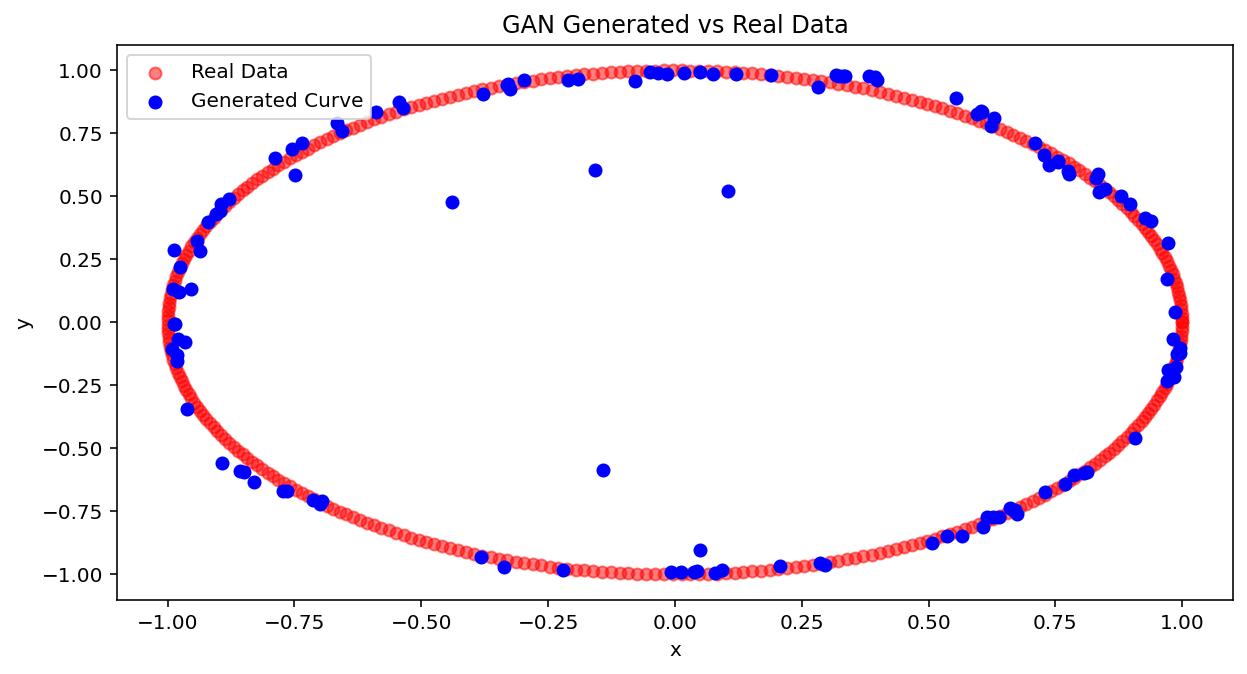 GAN Generated vs Real Data
Real Data
Generated Curve
1.00
0.75
0.50
0.25
0.00
−0.25
−0.50
−0.75
−1.00
y
−1.00 −0.75 −0.50 −0.25 0.00 0.25 0.50 0.75 1.00
x